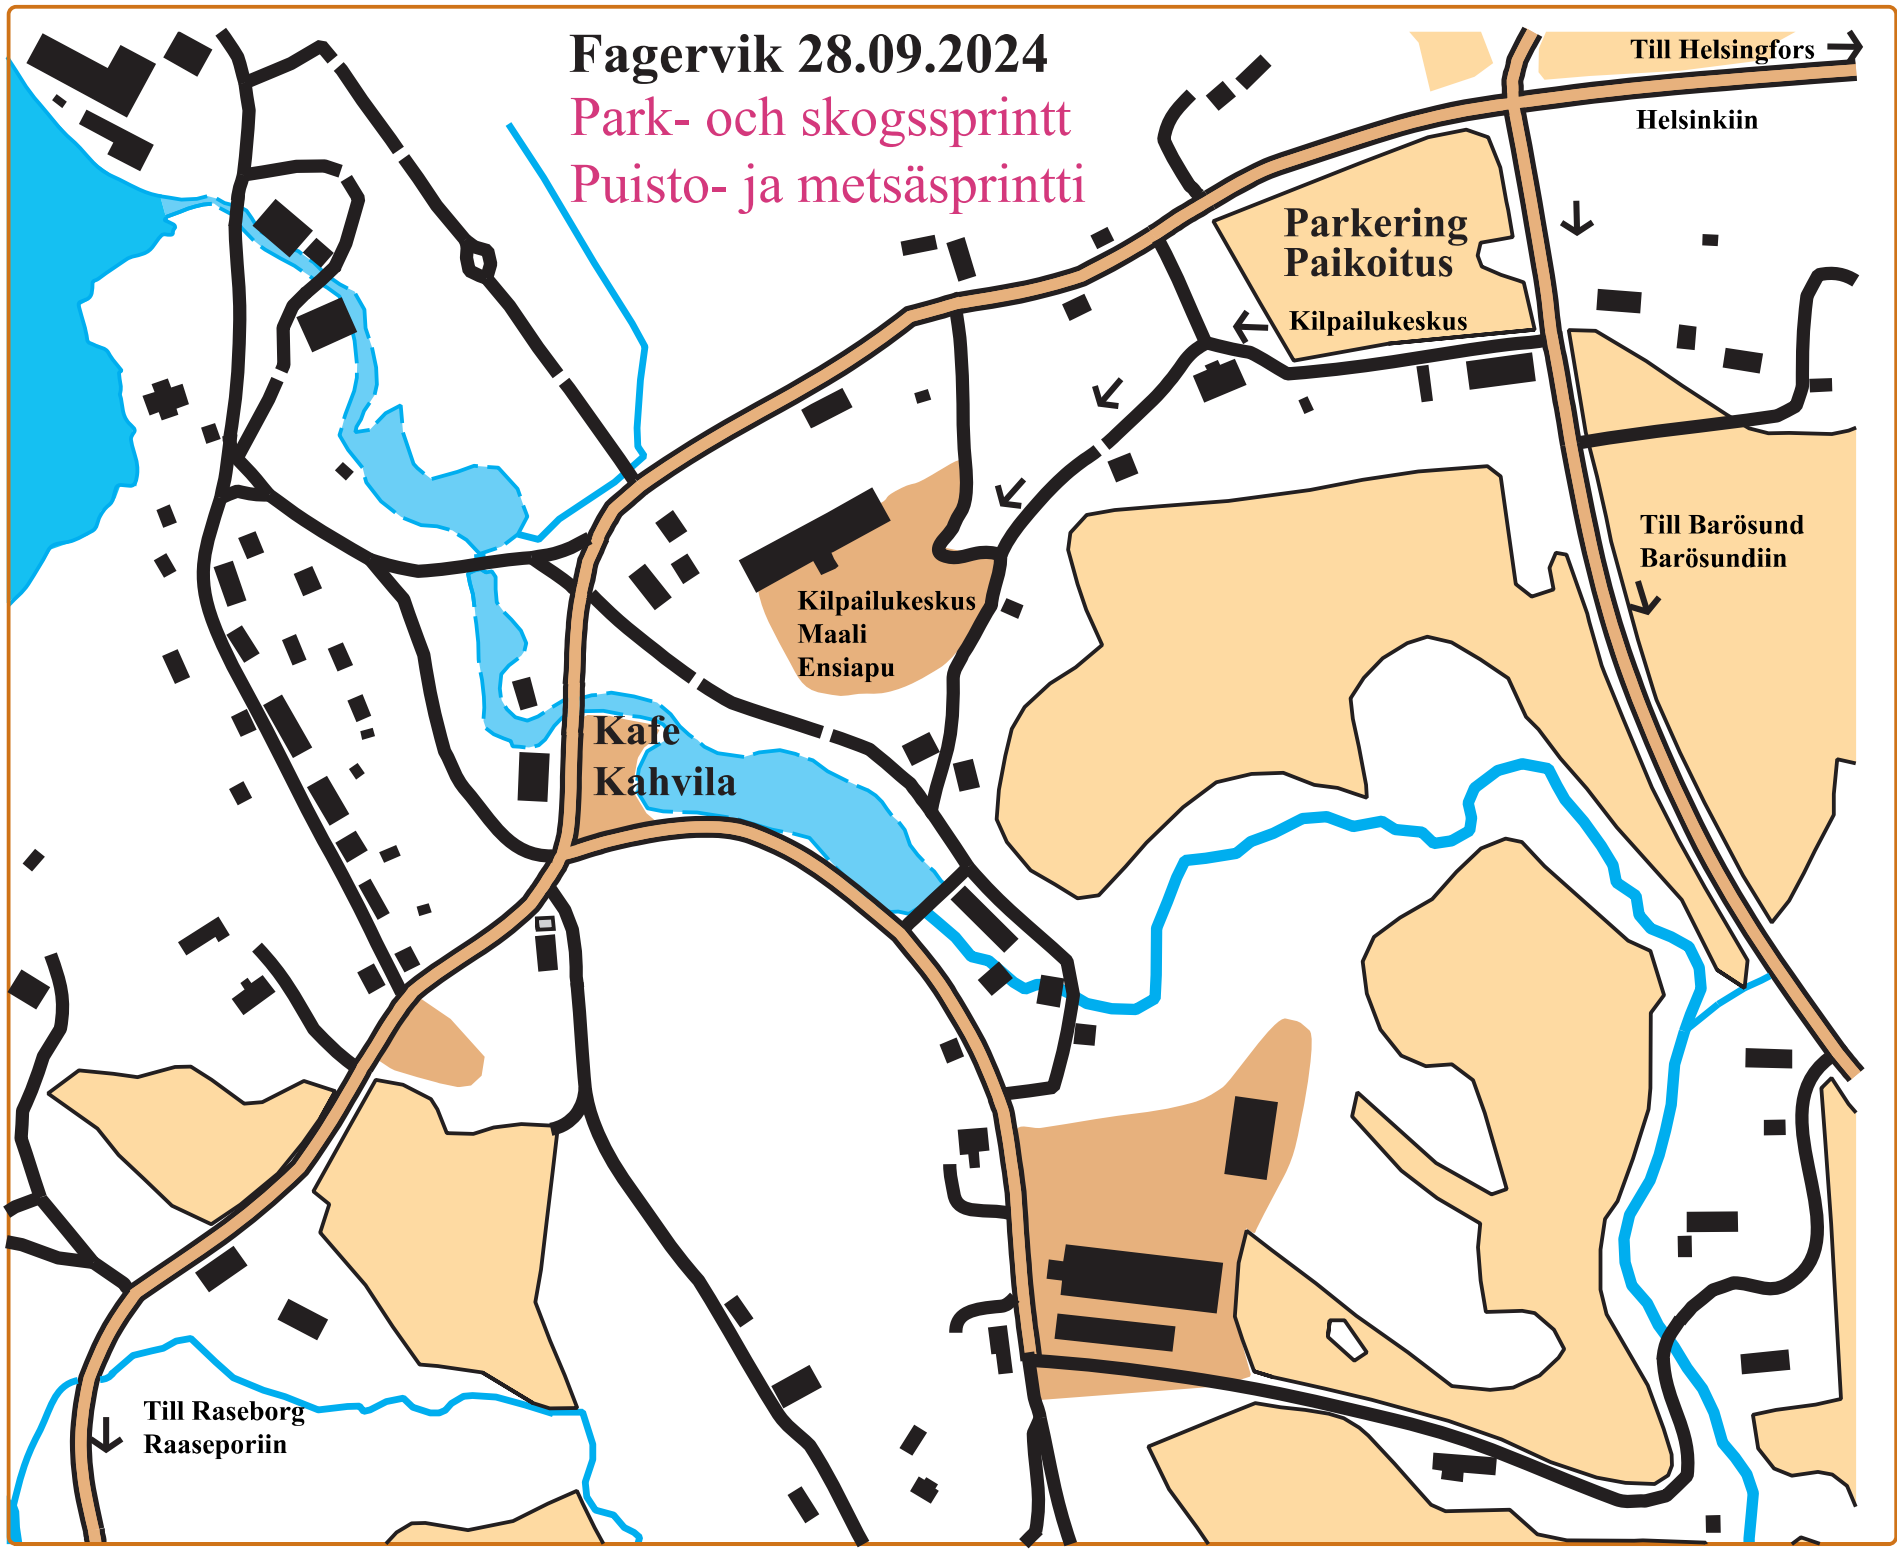 Fagervik 28.09.2024
Park- och skogssprintt
Puisto- ja metsäsprintti
Till Helsingfors
Helsinkiin
Parkering
Paikoitus
Kilpailukeskus
Till Barösund
Barösundiin
Kilpailukeskus
Maali
Ensiapu
Kafe
Kahvila
Till Raseborg
Raaseporiin